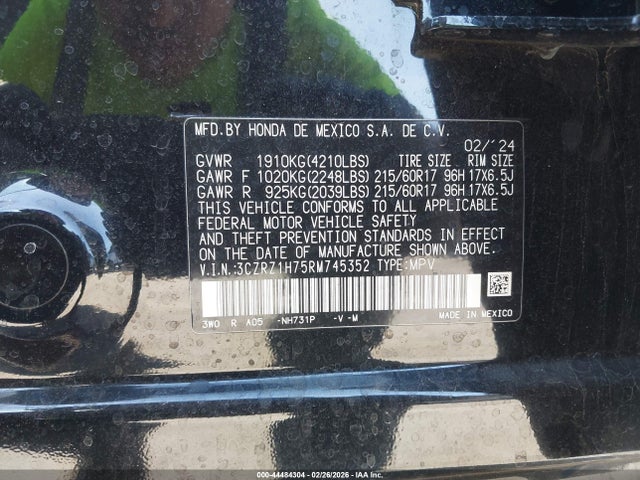 MFD.BY HONDA DE MEXICO S.A. DE C.V.
02/'24
GVWR 1910KG(4210LBS) TIRE SIZE RIM SIZE
GAWR F 1020KG(2248LBS) 215/60R17 96H 17X6.5J
GAWR R 925KG(2039LBS) 215/60R17 96H 17X6.5J
THIS VEHICLE CONFORMS TO ALL APPLICABLE
FEDERAL MOTOR VEHICLE SAFETY
AND THEFT PREVENTION STANDARDS IN EFFECT
ON THE DATE OF MANUFACTURE SHOWN ABOVE.
V.I.N.:3CZRZ1H75RM745352 TYPE:MPV
3W0 R A05 -NH731P -V-M MADE IN MEXICO
000-44484304 | 02/26/2026 - IAA Inc.